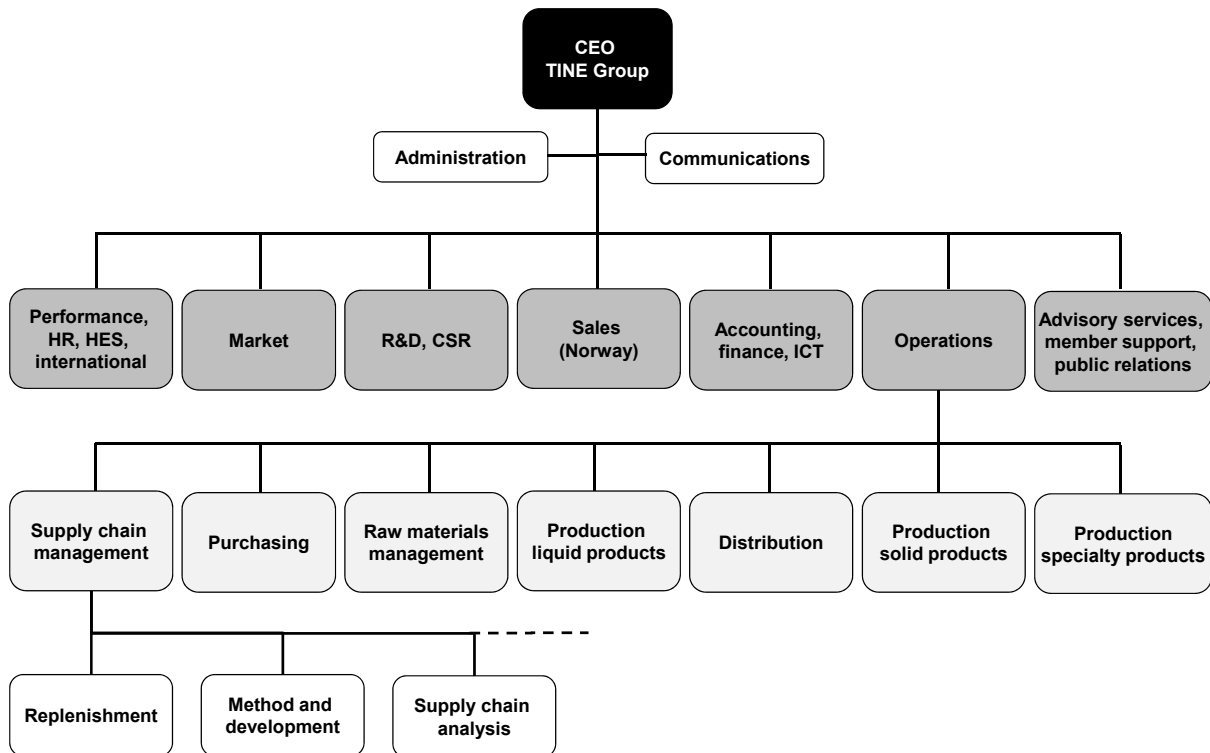 CEO
TINE Group
Administration
Communications
Performance,
HR, HES,
international
Market
R&D, CSR
Sales
(Norway)
Accounting,
finance, ICT
Operations
Advisory services,
member support,
public relations
Supply chain
management
Purchasing
Raw materials
management
Production
liquid products
Distribution
Production
solid products
Production
specialty products
Replenishment
Method and
development
Supply chain
analysis